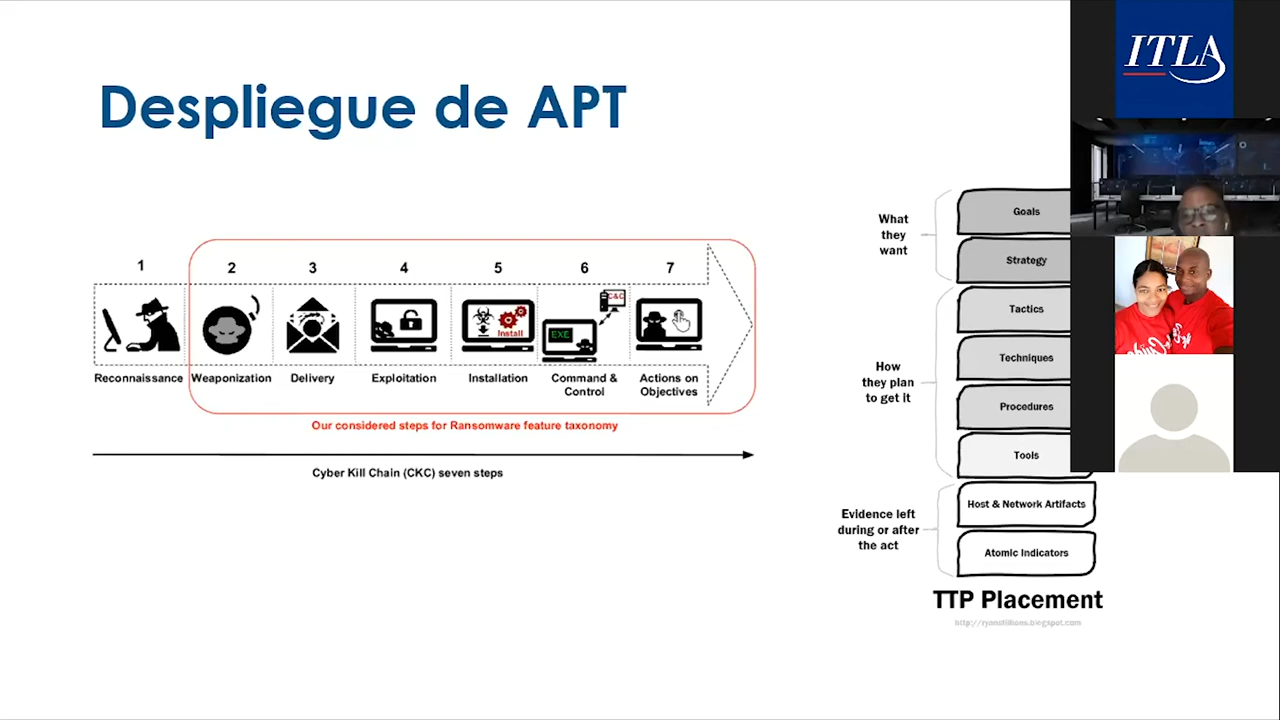 Despliegue de APT
ITLA
1 2 3 4 5 6 7
C&C
EXE
Install
Reconnaissance Weaponization Delivery Exploitation Installation Command & Control Actions on Objectives
Our considered steps for Ransomware feature taxonomy
Cyber Kill Chain (CKC) seven steps
What
they
want
Goals
Strategy
How
they plan
to get it
Tactics
Techniques
Procedures
Tools
Evidence left
during or after
the act
Host & Network Artifacts
Atomic Indicators
TTP Placement